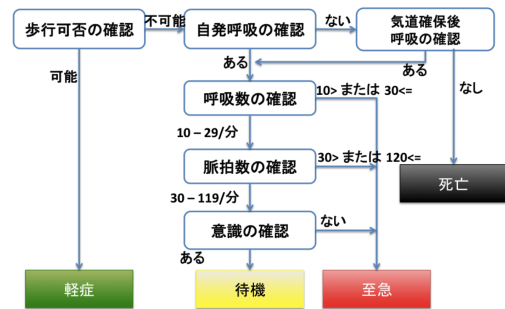 歩行可否の確認
不可能
自発呼吸の確認
ない
気道確保後
呼吸の確認
可能
ある
ある
なし
呼吸数の確認
10> または 30<=
10 – 29/分
脈拍数の確認
30> または 120<=
死亡
30 – 119/分
意識の確認
ない
ある
軽症
待機
至急